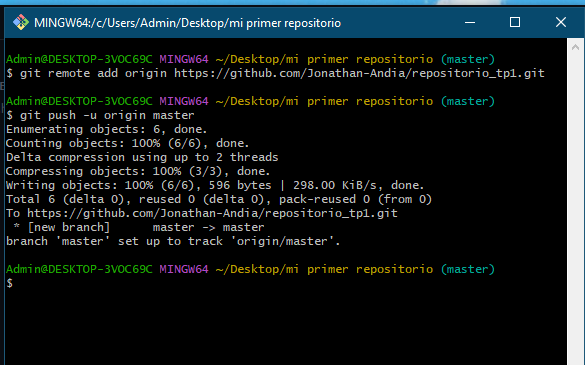 MINGW64:/c/Users/Admin/Desktop/mi primer repositorio
Admin@DESKTOP-3VOC69C MINGW64 ~/Desktop/mi primer repositorio (master)
$ git remote add origin https://github.com/Jonathan-Andia/repositorio_tp1.git
Admin@DESKTOP-3VOC69C MINGW64 ~/Desktop/mi primer repositorio (master)
$ git push -u origin master
Enumerating objects: 6, done.
Counting objects: 100% (6/6), done.
Delta compression using up to 2 threads
Compressing objects: 100% (3/3), done.
Writing objects: 100% (6/6), 596 bytes | 298.00 KiB/s, done.
Total 6 (delta 0), reused 0 (delta 0), pack-reused 0 (from 0)
To https://github.com/Jonathan-Andia/repositorio_tp1.git
 * [new branch]      master -> master
branch 'master' set up to track 'origin/master'.
Admin@DESKTOP-3VOC69C MINGW64 ~/Desktop/mi primer repositorio (master)
$